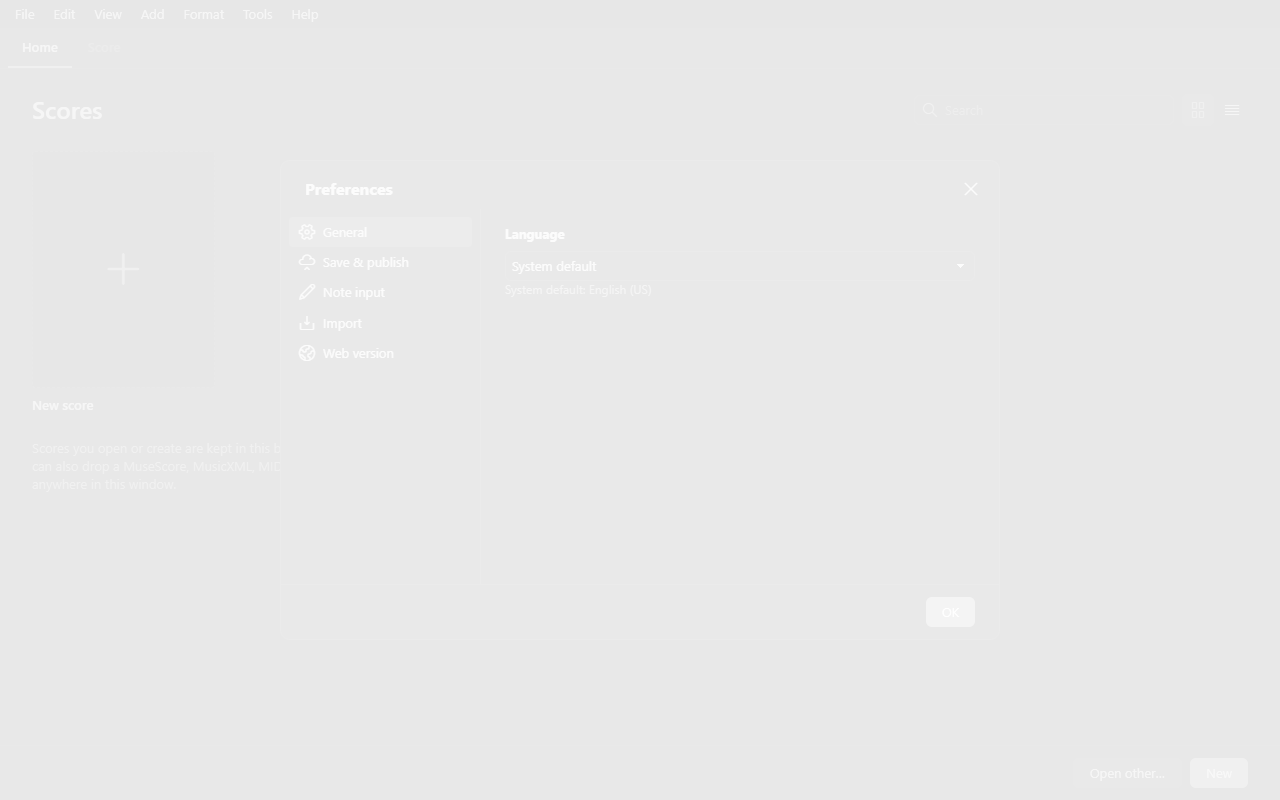 File Edit View Add Format Tools Help
Home Score
Scores
Search
Preferences
General
Save & publish
Note input
Import
Web version
Language
System default
System default: English (US)
New score
Scores you open or create are kept in this b
can also drop a MuseScore, MusicXML, MID
anywhere in this window.
OK
Open other... New